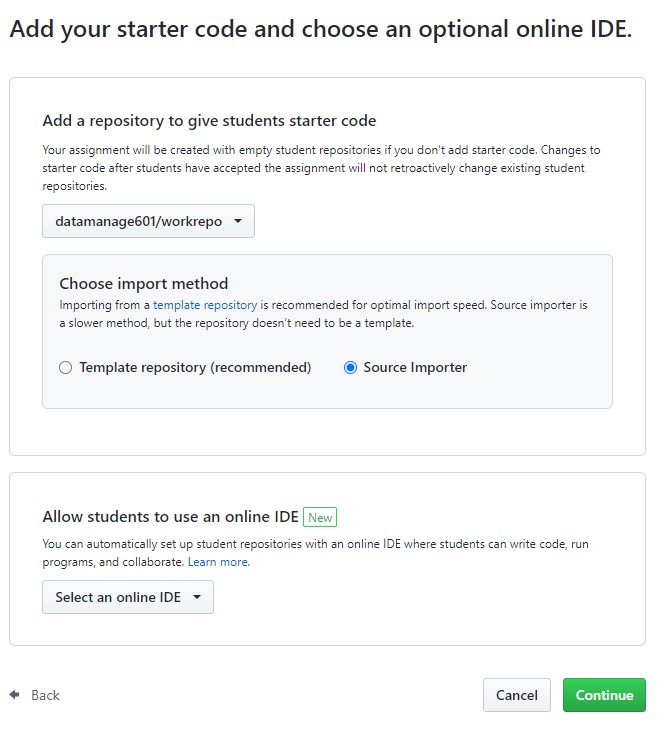 Add your starter code and choose an optional online IDE.
Add a repository to give students starter code
Your assignment will be created with empty student repositories if you don't add starter code. Changes to
starter code after students have accepted the assignment will not retroactively change existing student
repositories.
datamanage601/workrepo
Choose import method
Importing from a template repository is recommended for optimal import speed. Source importer is
a slower method, but the repository doesn't need to be a template.
Template repository (recommended) Source Importer
Allow students to use an online IDE New
You can automatically set up student repositories with an online IDE where students can write code, run
programs, and collaborate. Learn more.
Select an online IDE
Back Cancel Continue